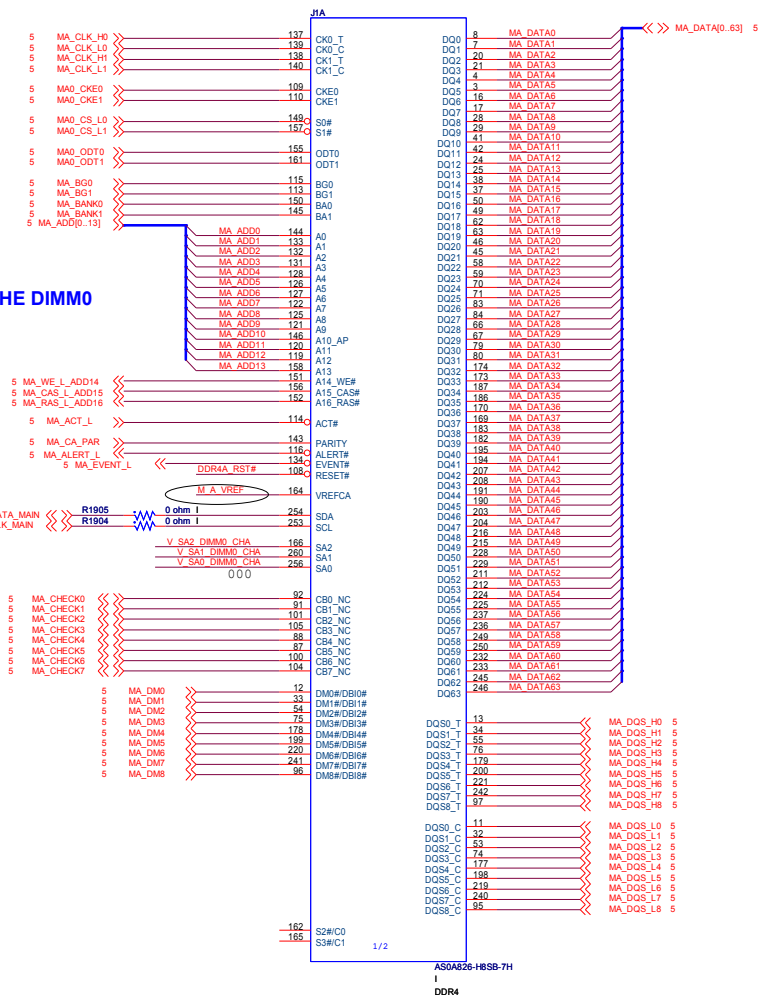 J1A
5 MA_CLK_H0 137 CK0_T
5 MA_CLK_L0 139 CK0_C
5 MA_CLK_H1 138 CK1_T
5 MA_CLK_L1 140 CK1_C
5 MA0_CKE0 109 CKE0
5 MA0_CKE1 110 CKE1
5 MA0_CS_L0 149 S0#
5 MA0_CS_L1 157 S1#
5 MA0_ODT0 155 ODT0
5 MA0_ODT1 161 ODT1
5 MA_BG0 115 BG0
5 MA_BG1 113 BG1
5 MA_BANK0 150 BA0
5 MA_BANK1 145 BA1
5 MA_ADD[0..13]
MA_ADD0 144 A0
MA_ADD1 133 A1
MA_ADD2 132 A2
MA_ADD3 131 A3
MA_ADD4 128 A4
MA_ADD5 126 A5
MA_ADD6 127 A6
MA_ADD7 122 A7
MA_ADD8 125 A8
MA_ADD9 121 A9
MA_ADD10 146 A10_AP
MA_ADD11 120 A11
MA_ADD12 119 A12
MA_ADD13 158 A13
HE DIMM0
5 MA_WE_L_ADD14 151 A14_WE#
5 MA_CAS_L_ADD15 156 A15_CAS#
5 MA_RAS_L_ADD16 152 A16_RAS#
5 MA_ACT_L 114 ACT#
5 MA_CA_PAR 143 PARITY
5 MA_ALERT_L 116 ALERT#
5 MA_EVENT_L 134 EVENT#
DDR4A_RST# 108 RESET#
M_A_VREF 164 VREFCA
ATA_MAIN R1905 0 ohm I 254 SDA
LK_MAIN R1904 0 ohm I 253 SCL
V_SA2_DIMM0_CHA 166 SA2
V_SA1_DIMM0_CHA 260 SA1
V_SA0_DIMM0_CHA 256 SA0
000
5 MA_CHECK0 92 CB0_NC
5 MA_CHECK1 91 CB1_NC
5 MA_CHECK2 101 CB2_NC
5 MA_CHECK3 105 CB3_NC
5 MA_CHECK4 88 CB4_NC
5 MA_CHECK5 87 CB5_NC
5 MA_CHECK6 100 CB6_NC
5 MA_CHECK7 104 CB7_NC
5 MA_DM0 12 DM0#/DBI0#
5 MA_DM1 33 DM1#/DBI1#
5 MA_DM2 54 DM2#/DBI2#
5 MA_DM3 75 DM3#/DBI3#
5 MA_DM4 178 DM4#/DBI4#
5 MA_DM5 199 DM5#/DBI5#
5 MA_DM6 220 DM6#/DBI6#
5 MA_DM7 241 DM7#/DBI7#
5 MA_DM8 96 DM8#/DBI8#
162 S2#/C0
165 S3#/C1
1/2
MA_DATA[0..63] 5
DQ0 8 MA_DATA0
DQ1 7 MA_DATA1
DQ2 20 MA_DATA2
DQ3 21 MA_DATA3
DQ4 4 MA_DATA4
DQ5 3 MA_DATA5
DQ6 16 MA_DATA6
DQ7 17 MA_DATA7
DQ8 28 MA_DATA8
DQ9 29 MA_DATA9
DQ10 41 MA_DATA10
DQ11 42 MA_DATA11
DQ12 24 MA_DATA12
DQ13 25 MA_DATA13
DQ14 38 MA_DATA14
DQ15 37 MA_DATA15
DQ16 50 MA_DATA16
DQ17 49 MA_DATA17
DQ18 62 MA_DATA18
DQ19 63 MA_DATA19
DQ20 46 MA_DATA20
DQ21 45 MA_DATA21
DQ22 58 MA_DATA22
DQ23 59 MA_DATA23
DQ24 70 MA_DATA24
DQ25 71 MA_DATA25
DQ26 83 MA_DATA26
DQ27 84 MA_DATA27
DQ28 66 MA_DATA28
DQ29 67 MA_DATA29
DQ30 79 MA_DATA30
DQ31 80 MA_DATA31
DQ32 174 MA_DATA32
DQ33 173 MA_DATA33
DQ34 187 MA_DATA34
DQ35 186 MA_DATA35
DQ36 170 MA_DATA36
DQ37 169 MA_DATA37
DQ38 183 MA_DATA38
DQ39 182 MA_DATA39
DQ40 195 MA_DATA40
DQ41 194 MA_DATA41
DQ42 207 MA_DATA42
DQ43 208 MA_DATA43
DQ44 191 MA_DATA44
DQ45 190 MA_DATA45
DQ46 203 MA_DATA46
DQ47 204 MA_DATA47
DQ48 216 MA_DATA48
DQ49 215 MA_DATA49
DQ50 228 MA_DATA50
DQ51 229 MA_DATA51
DQ52 211 MA_DATA52
DQ53 212 MA_DATA53
DQ54 224 MA_DATA54
DQ55 225 MA_DATA55
DQ56 237 MA_DATA56
DQ57 236 MA_DATA57
DQ58 249 MA_DATA58
DQ59 250 MA_DATA59
DQ60 232 MA_DATA60
DQ61 233 MA_DATA61
DQ62 245 MA_DATA62
DQ63 246 MA_DATA63
DQS0_T 13 MA_DQS_H0 5
DQS1_T 34 MA_DQS_H1 5
DQS2_T 55 MA_DQS_H2 5
DQS3_T 76 MA_DQS_H3 5
DQS4_T 179 MA_DQS_H4 5
DQS5_T 200 MA_DQS_H5 5
DQS6_T 221 MA_DQS_H6 5
DQS7_T 242 MA_DQS_H7 5
DQS8_T 97 MA_DQS_H8 5
DQS0_C 11 MA_DQS_L0 5
DQS1_C 32 MA_DQS_L1 5
DQS2_C 53 MA_DQS_L2 5
DQS3_C 74 MA_DQS_L3 5
DQS4_C 177 MA_DQS_L4 5
DQS5_C 198 MA_DQS_L5 5
DQS6_C 219 MA_DQS_L6 5
DQS7_C 240 MA_DQS_L7 5
DQS8_C 95 MA_DQS_L8 5
AS0A826-H8SB-7H
I
DDR4